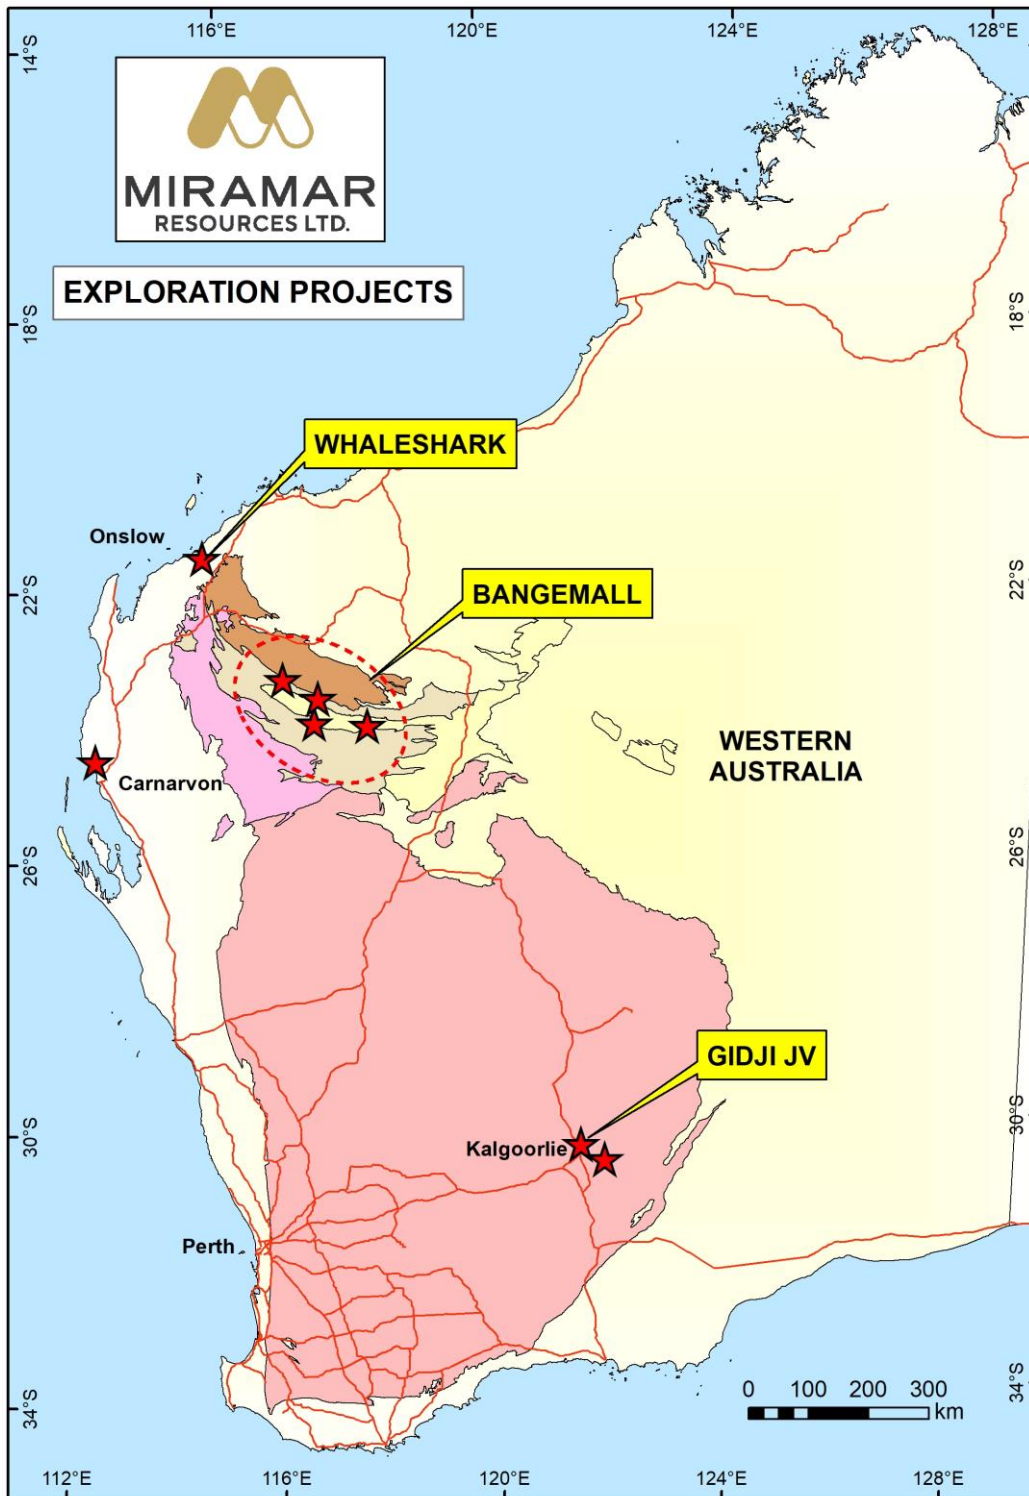 116°E
120°E
124°E
128°E
14°S
MIRAMAR
RESOURCES LTD.
EXPLORATION PROJECTS
18°S
18°S
WHALESHARK
Onslow
22°S
22°S
BANGEMALL
WESTERN
AUSTRALIA
Carnarvon
26°S
26°S
GIDJI JV
30°S
30°S
Kalgoorlie
Perth
34°S
34°S
0 100 200 300
km
112°E
116°E
120°E
124°E
128°E